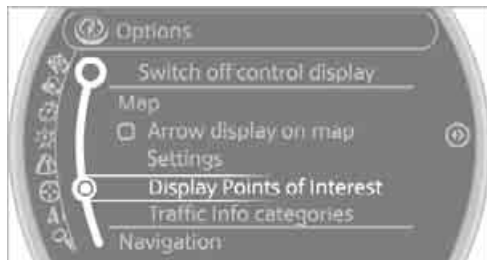 Options
Switch off control display
Map
Arrow display on map
Settings
Display Points of Interest
Traffic Info categories
Navigation